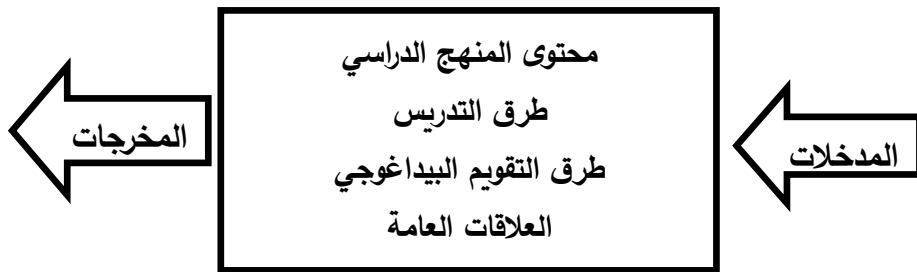 المدخلات
محتوى المنهج الدراسي
طرق التدريس
طرق التقويم البيداغوجي
العلاقات العامة
المخرجات